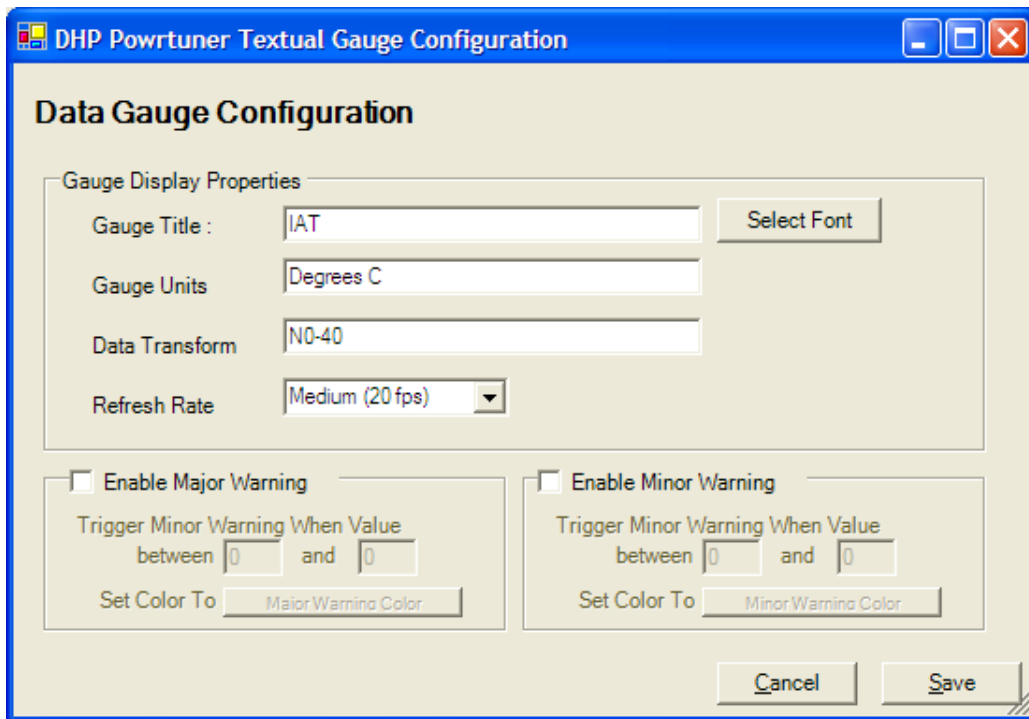 DHP Powrtuner Textual Gauge Configuration
Data Gauge Configuration
Gauge Display Properties
Gauge Title :
IAT
Select Font
Gauge Units
Degrees C
Data Transform
N0-40
Refresh Rate
Medium (20 fps)
Enable Major Warning
Trigger Minor Warning When Value
between 0 and 0
Set Color To Major Warning Color
Enable Minor Warning
Trigger Minor Warning When Value
between 0 and 0
Set Color To Minor Warning Color
Cancel
Save